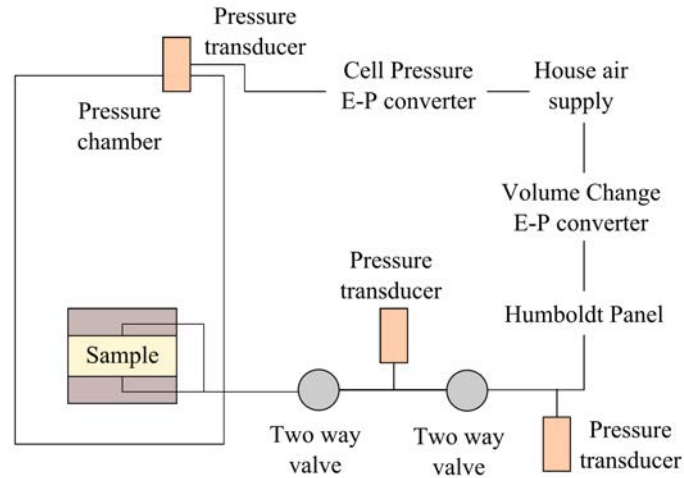 Pressure
transducer
Cell Pressure
E-P converter
House air
supply
Pressure
chamber
Volume Change
E-P converter
Pressure
transducer
Humboldt Panel
Sample
Two way
valve
Two way
valve
Pressure
transducer